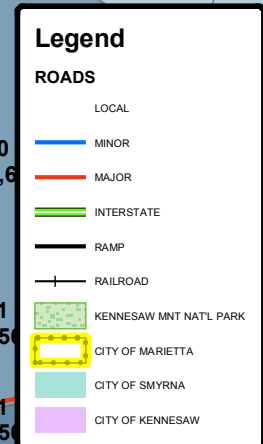 Legend
ROADS
LOCAL
MINOR
MAJOR
INTERSTATE
RAMP
RAILROAD
KENNESAW MNT NAT'L PARK
CITY OF MARIETTA
CITY OF SMYRNA
CITY OF KENNESAW